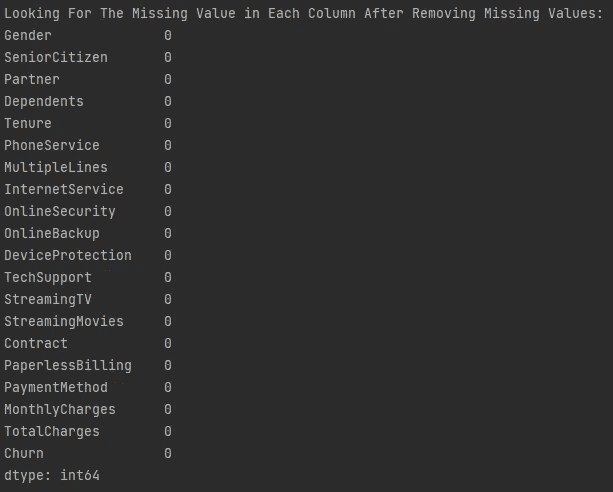 Looking For The Missing Value in Each Column After Removing Missing Values:
Gender 0
SeniorCitizen 0
Partner 0
Dependents 0
Tenure 0
PhoneService 0
MultipleLines 0
InternetService 0
OnlineSecurity 0
OnlineBackup 0
DeviceProtection 0
TechSupport 0
StreamingTV 0
StreamingMovies 0
Contract 0
PaperlessBilling 0
PaymentMethod 0
MonthlyCharges 0
TotalCharges 0
Churn 0
dtype: int64